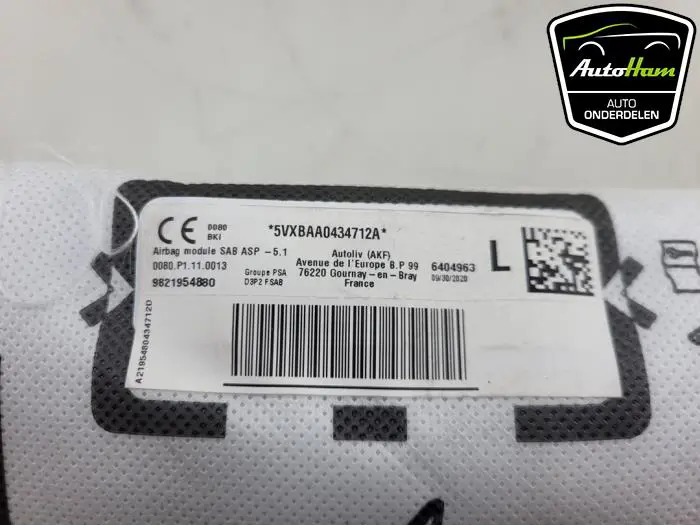 AutoHam
AUTO
ONDERDELEN
*5VXBAA0434712A*
CE 0080
BKI
Airbag module SAB ASP -5.1
0080.P1.11.0013
9821954880
Groupe PSA
D3P2 FSAB
Autoliv (AKF)
Avenue de l'Europe B.P 99
76220 Gournay-en-Bray
France
6404963
09/30/2020
L
A2195480434712D